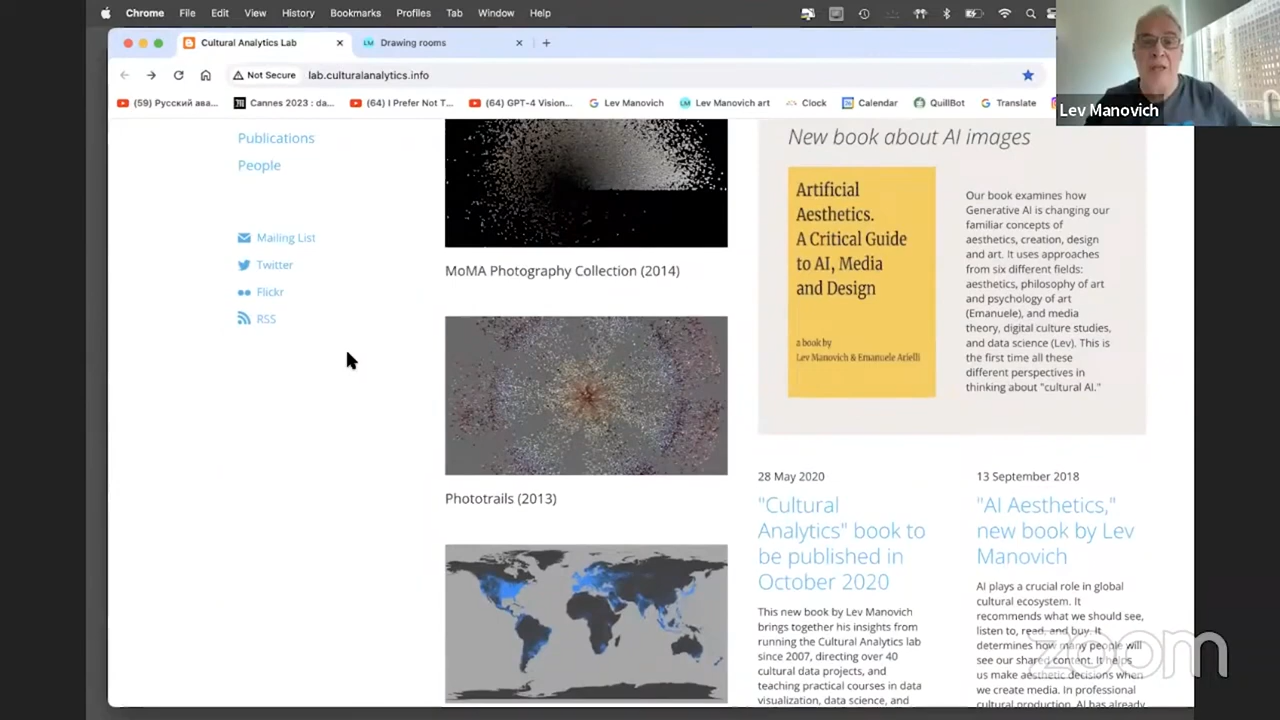 Chrome File Edit View History Bookmarks Profiles Tab Window Help
Cultural Analytics Lab
Drawing rooms
Not Secure lab.culturalanalytics.info
(59) Русский ава...
Cannes 2023 : da...
(64) I Prefer Not T...
(64) GPT-4 Vision...
Lev Manovich
Lev Manovich art
Clock
Calendar
QuillBot
Translate
Lev Manovich
Publications
People
Mailing List
Twitter
Flickr
RSS
MoMA Photography Collection (2014)
Phototrails (2013)
New book about AI images
Artificial
Aesthetics.
A Critical Guide
to AI, Media
and Design
a book by
Lev Manovich & Emanuele Arielli
Our book examines how
Generative AI is changing our
familiar concepts of
aesthetics, creation, design
and art. It uses approaches
from six different fields:
aesthetics, philosophy of art
and psychology of art
(Emanuele), and media
theory, digital culture studies,
and data science (Lev). This is
the first time all these
different perspectives in
thinking about "cultural AI."
28 May 2020
"Cultural
Analytics" book to
be published in
October 2020
This new book by Lev Manovich
brings together his insights from
running the Cultural Analytics lab
since 2007, directing over 40
cultural data projects, and
teaching practical courses in data
visualization, data science, and
13 September 2018
"AI Aesthetics,"
new book by Lev
Manovich
AI plays a crucial role in global
cultural ecosystem. It
recommends what we should see,
listen to, read, and buy. It
determines how many people will
see our shared content. It helps
us make aesthetic decisions when
we create media. In professional
cultural production, AI has already
zoom